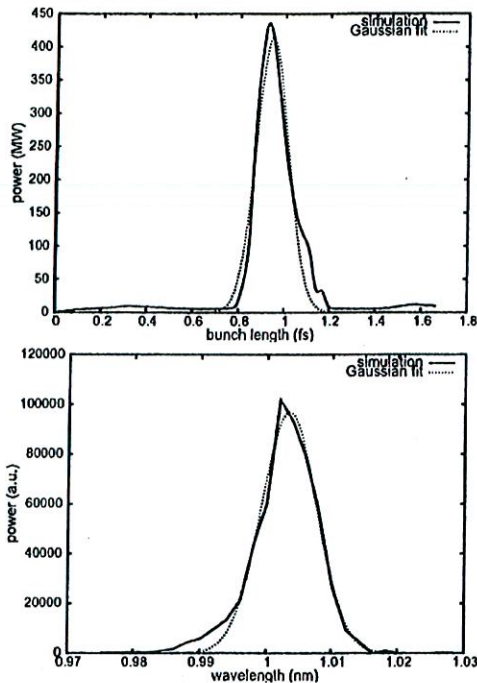 450
400
350
300
250
200
150
100
50
0
power (MW)
simulation
Gaussian fit
0 0.2 0.4 0.6 0.8 1 1.2 1.4 1.6 1.8
bunch length (fs)
120000
100000
80000
60000
40000
20000
0
power (a.u.)
simulation
Gaussian fit
0.97 0.98 0.99 1 1.01 1.02 1.03
wavelength (nm)